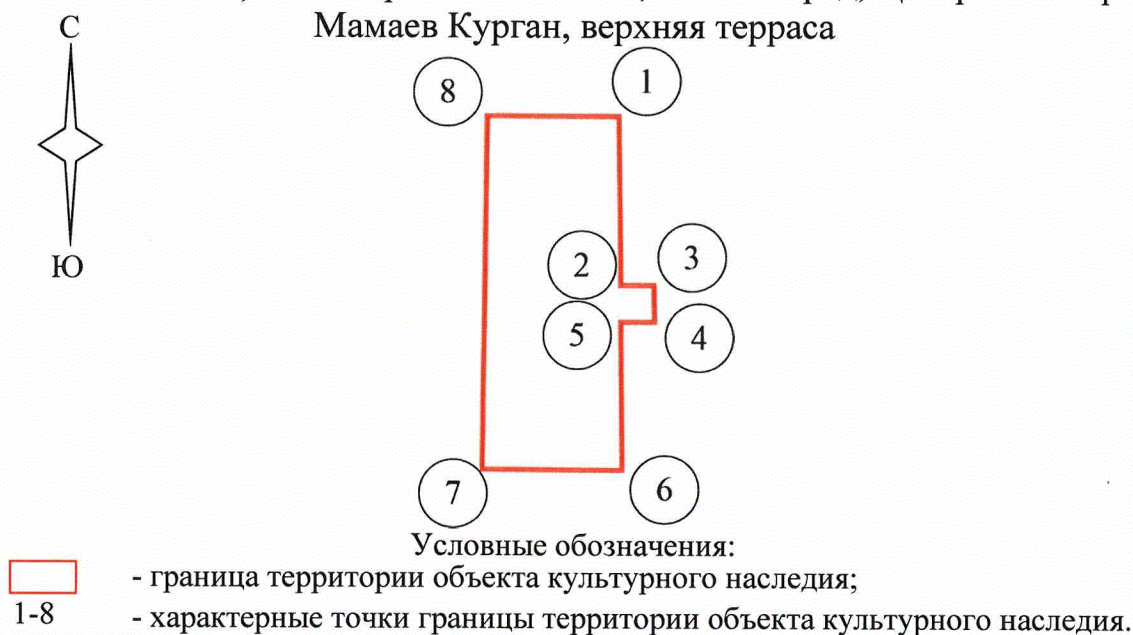 Мамаев Курган, верхняя терраса
С
8
1
2
3
Ю
5
4
7
6
Условные обозначения:
- граница территории объекта культурного наследия;
1-8 - характерные точки границы территории объекта культурного наследия.